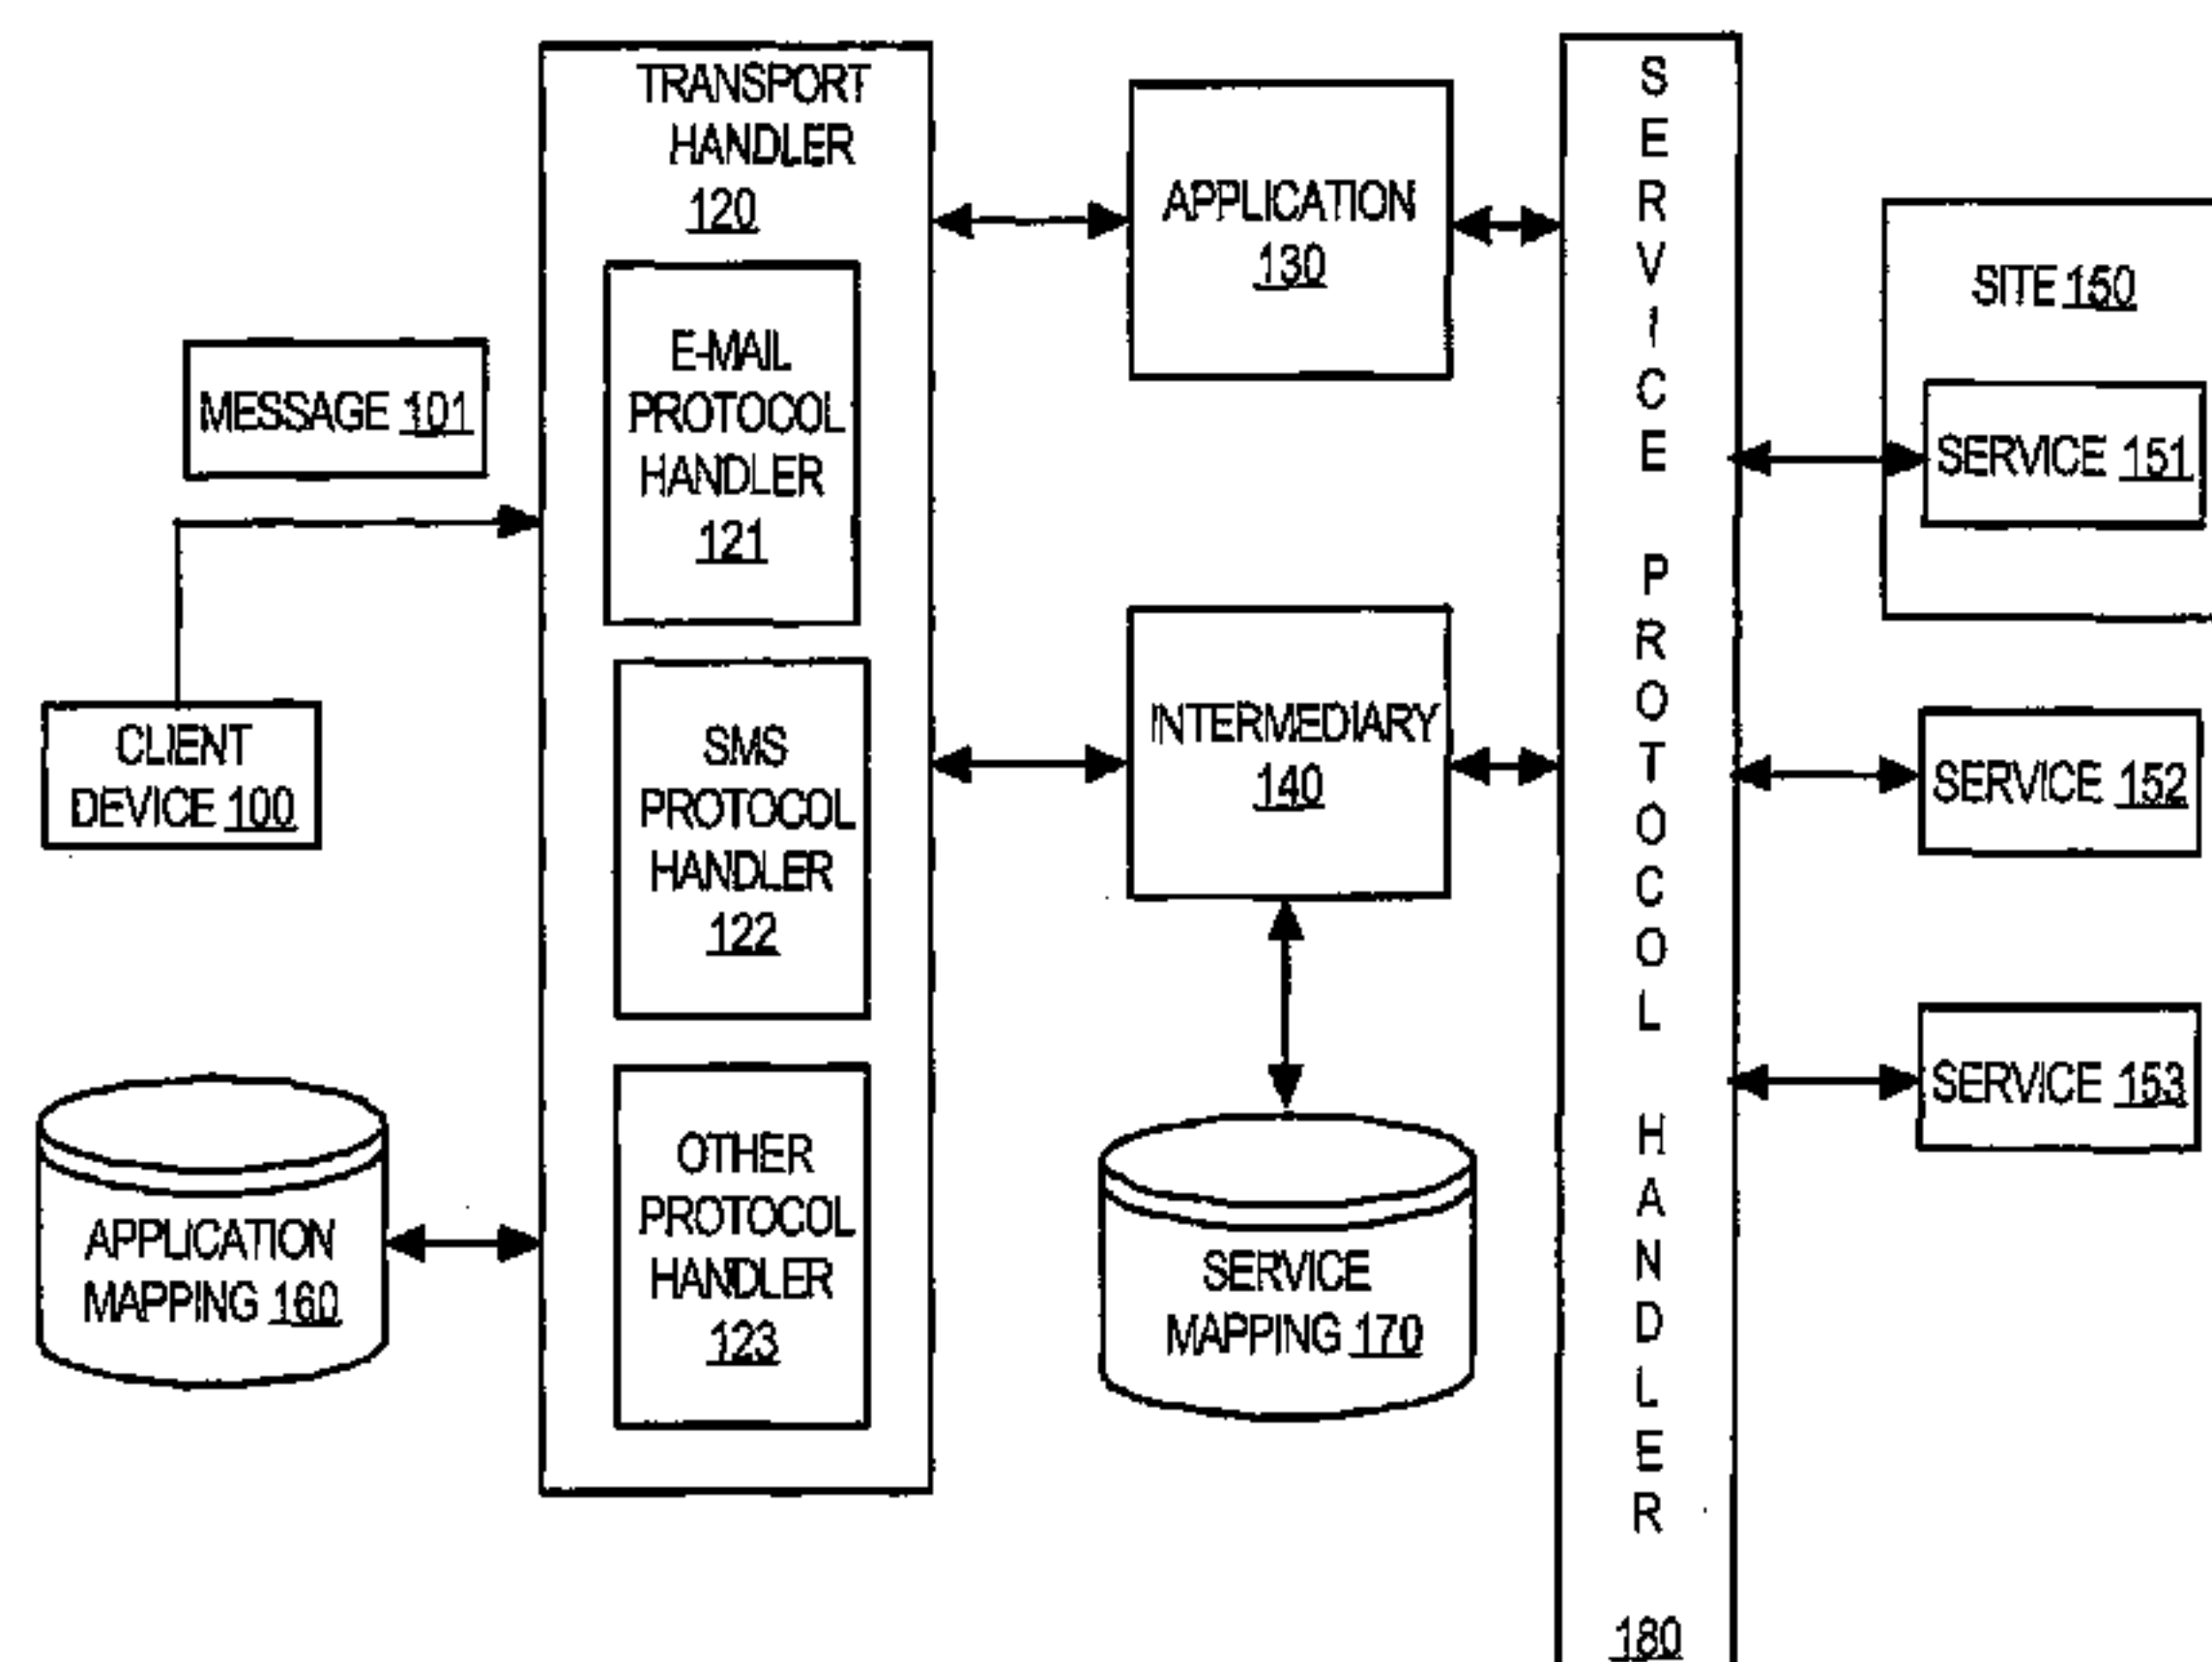 TRANSPORT
HANDLER
120
E-MAIL
PROTOCOL
HANDLER
121
SMS
PROTOCOL
HANDLER
122
OTHER
PROTOCOL
HANDLER
123
MESSAGE 101
CLIENT
DEVICE 100
APPLICATION
MAPPING 160
APPLICATION
130
INTERMEDIARY
140
SERVICE
MAPPING 170
SERVICE PROTOCOL HANDLER
180
SITE 150
SERVICE 151
SERVICE 152
SERVICE 153